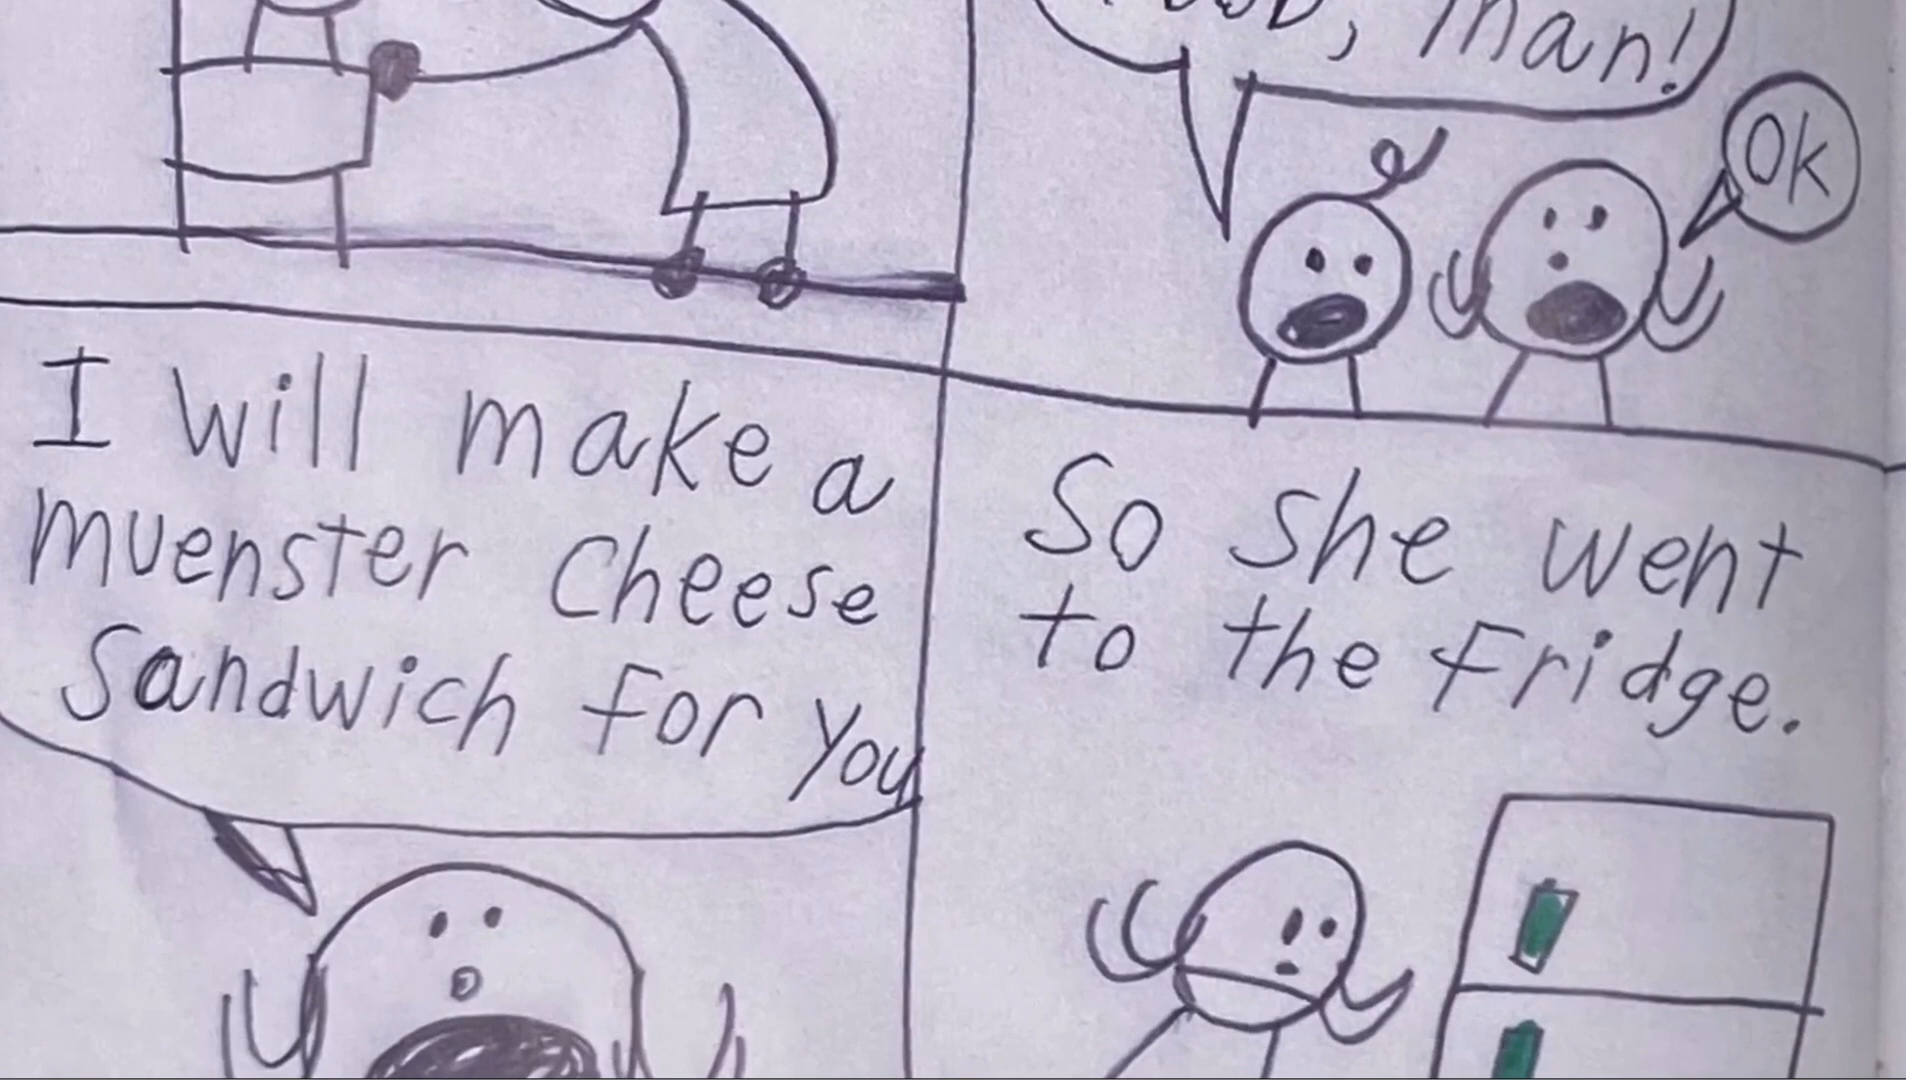 man!
Ok
I will make a
muenster cheese
Sandwich for you
So she went
to the fridge.